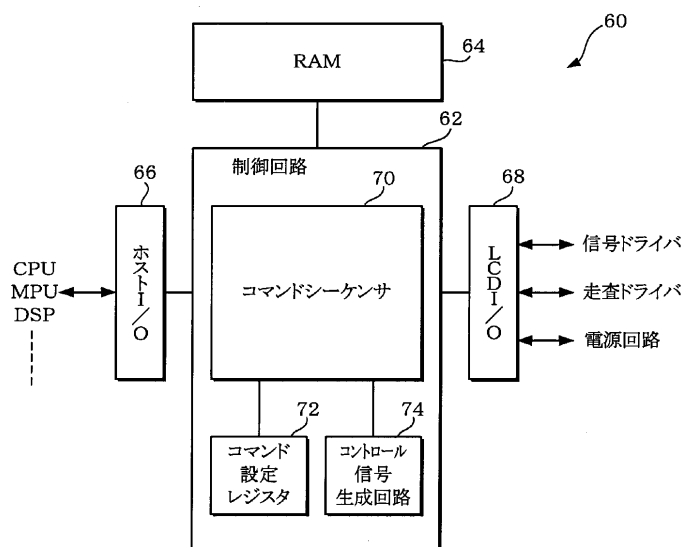 60
64
RAM
62
制御回路
66
ホストI/O
70
コマンドシーケンサ
68
LCDI/O
CPU
MPU
DSP
信号ドライバ
走査ドライバ
電源回路
72
コマンド
設定
レジスタ
74
コントロール
信号
生成回路